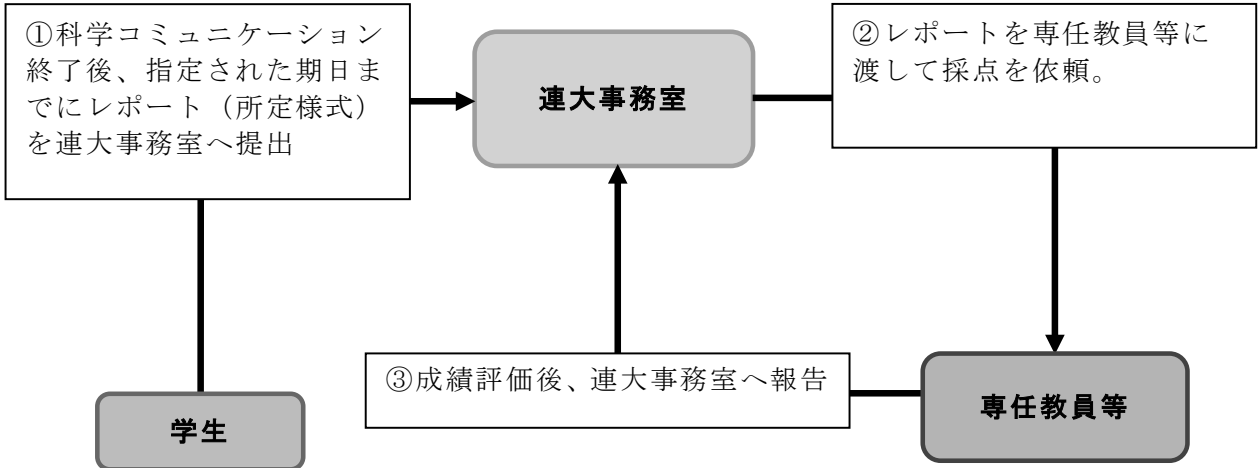 ①科学コミュニケーション
終了後、指定された期日ま
でにレポート（所定様式）
を連大事務室へ提出
連大事務室
②レポートを専任教員等に
渡して採点を依頼。
③成績評価後、連大事務室へ報告
専任教員等
学生